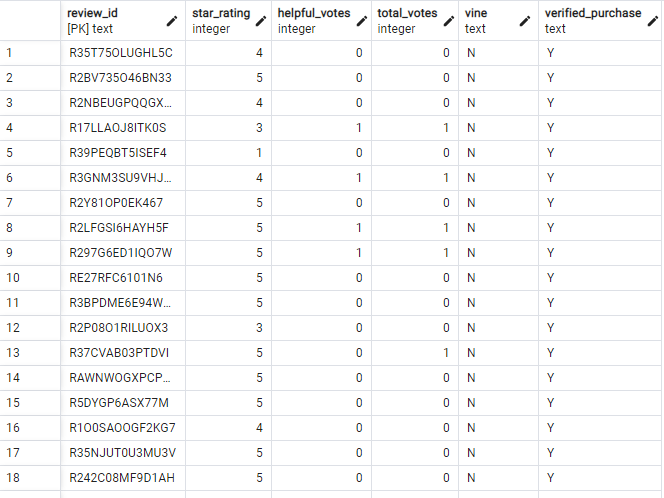 review_id star_rating helpful_votes total_votes vine verified_purchase
[PK] text integer integer integer text text
1 R35T75OLUGHL5C 4 0 0 N Y
2 R2BV735O46BN33 5 0 0 N Y
3 R2NBEUGPQQGX... 4 0 0 N Y
4 R17LLAOJ8ITK0S 3 1 1 N Y
5 R39PEQBT5ISEF4 1 0 0 N Y
6 R3GNM3SU9VHJ... 4 1 1 N Y
7 R2Y81OP0EK467 5 0 0 N Y
8 R2LFGSI6HAYH5F 5 1 1 N Y
9 R297G6ED1IQO7W 5 1 1 N Y
10 RE27RFC6101N6 5 0 0 N Y
11 R3BPDME6E94W... 5 0 0 N Y
12 R2P08O1RILUOX3 3 0 0 N Y
13 R37CVAB03PTDVI 5 0 1 N Y
14 RAWNWOGXPCP... 5 0 0 N Y
15 R5DYGP6ASX77M 5 0 0 N Y
16 R1O0SAOOGF2KG7 4 0 0 N Y
17 R35NJUT0U3MU3V 5 0 0 N Y
18 R242C08MF9D1AH 5 0 0 N Y